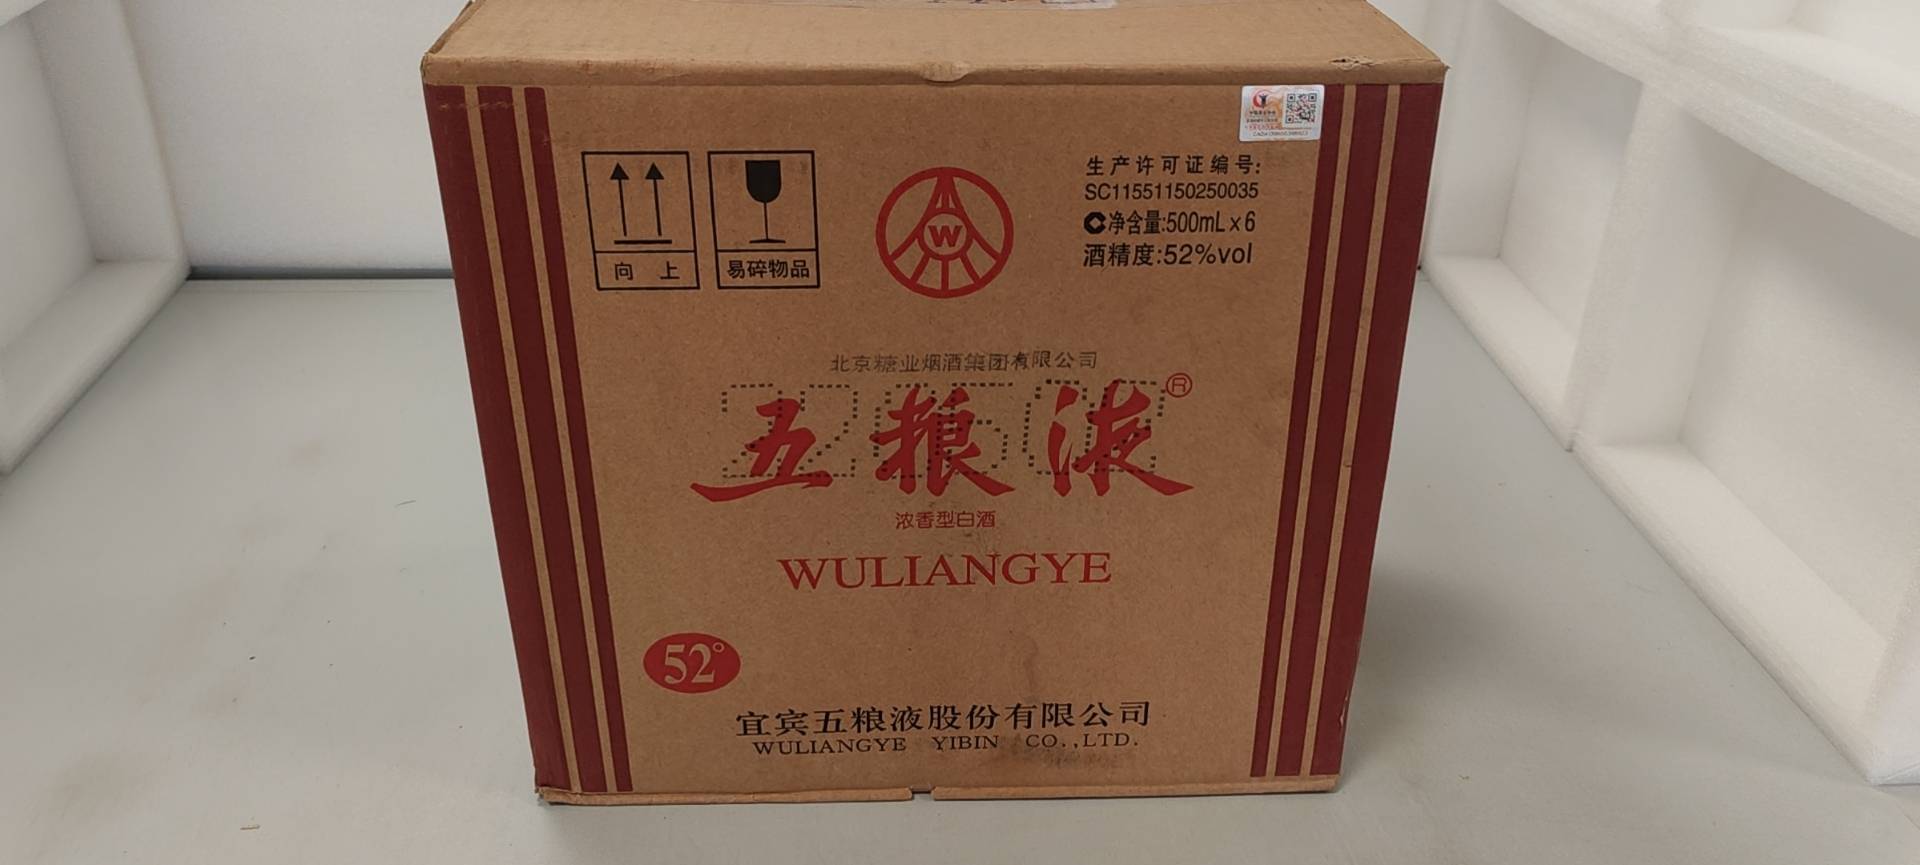 生产许可证编号:
SC11551150250035
净含量:500mL×6
酒精度:52%vol
向 上
易碎物品
W
北京糖业烟酒集团有限公司
五粮液®
浓香型白酒
WULIANGYE
52°
宜宾五粮液股份有限公司
WULIANGYE YIBIN CO.,LTD.